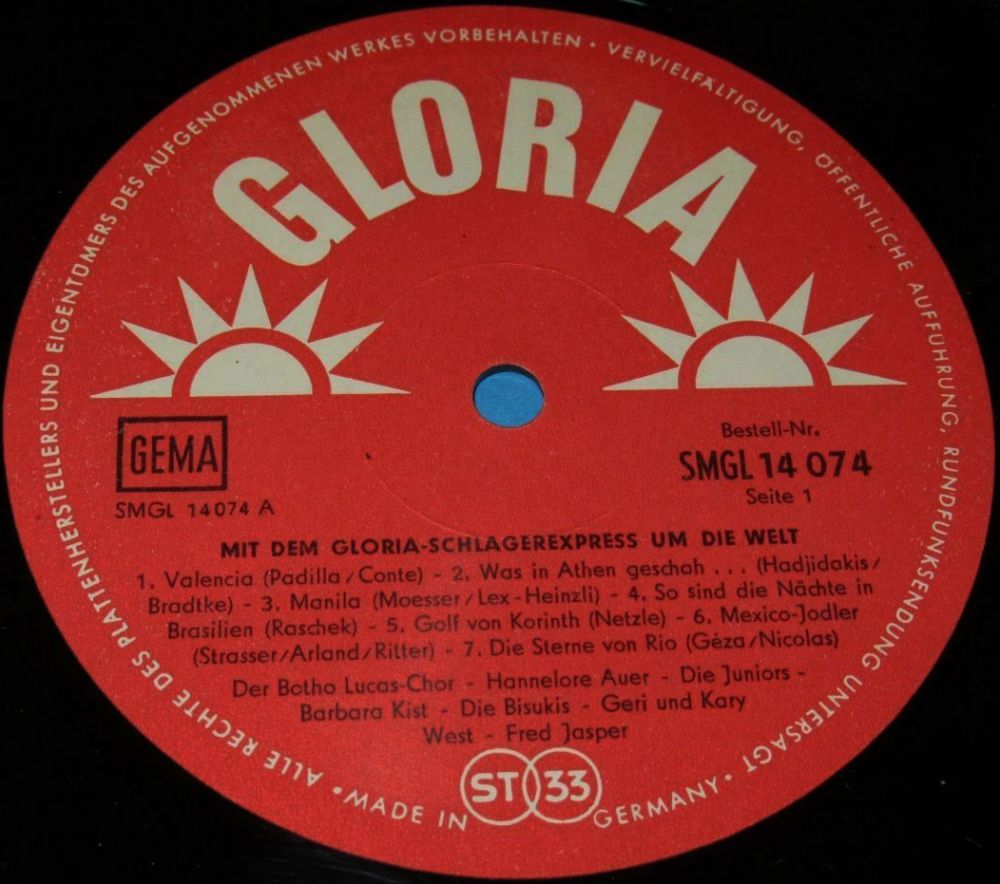 ALLE RECHTE DES PLATTENHERSTELLERS UND EIGENTÜMERS DES AUFGENOMMENEN WERKES VORBEHALTEN · VERVIELFÄLTIGUNG, ÖFFENTLICHE AUFFÜHRUNG, RUNDFUNKSENDUNG UNTERSAGT ·
GLORIA
GEMA
SMGL 14074 A
Bestell-Nr.
SMGL 14 074
Seite 1
MIT DEM GLORIA-SCHLAGEREXPRESS UM DIE WELT
1. Valencia (Padilla/Conte) - 2. Was in Athen geschah . . . (Hadjidakis/
Bradtke) - 3. Manila (Moesser/Lex-Heinzli) - 4. So sind die Nächte in
Brasilien (Raschek) - 5. Golf von Korinth (Netzle) - 6. Mexico-Jodler
(Strasser/Arland/Ritter) - 7. Die Sterne von Rio (Géza/Nicolas)
Der Botho Lucas-Chor - Hannelore Auer - Die Juniors -
Barbara Kist - Die Bisukis - Geri und Kary
West - Fred Jasper
ST 33
· MADE IN GERMANY ·